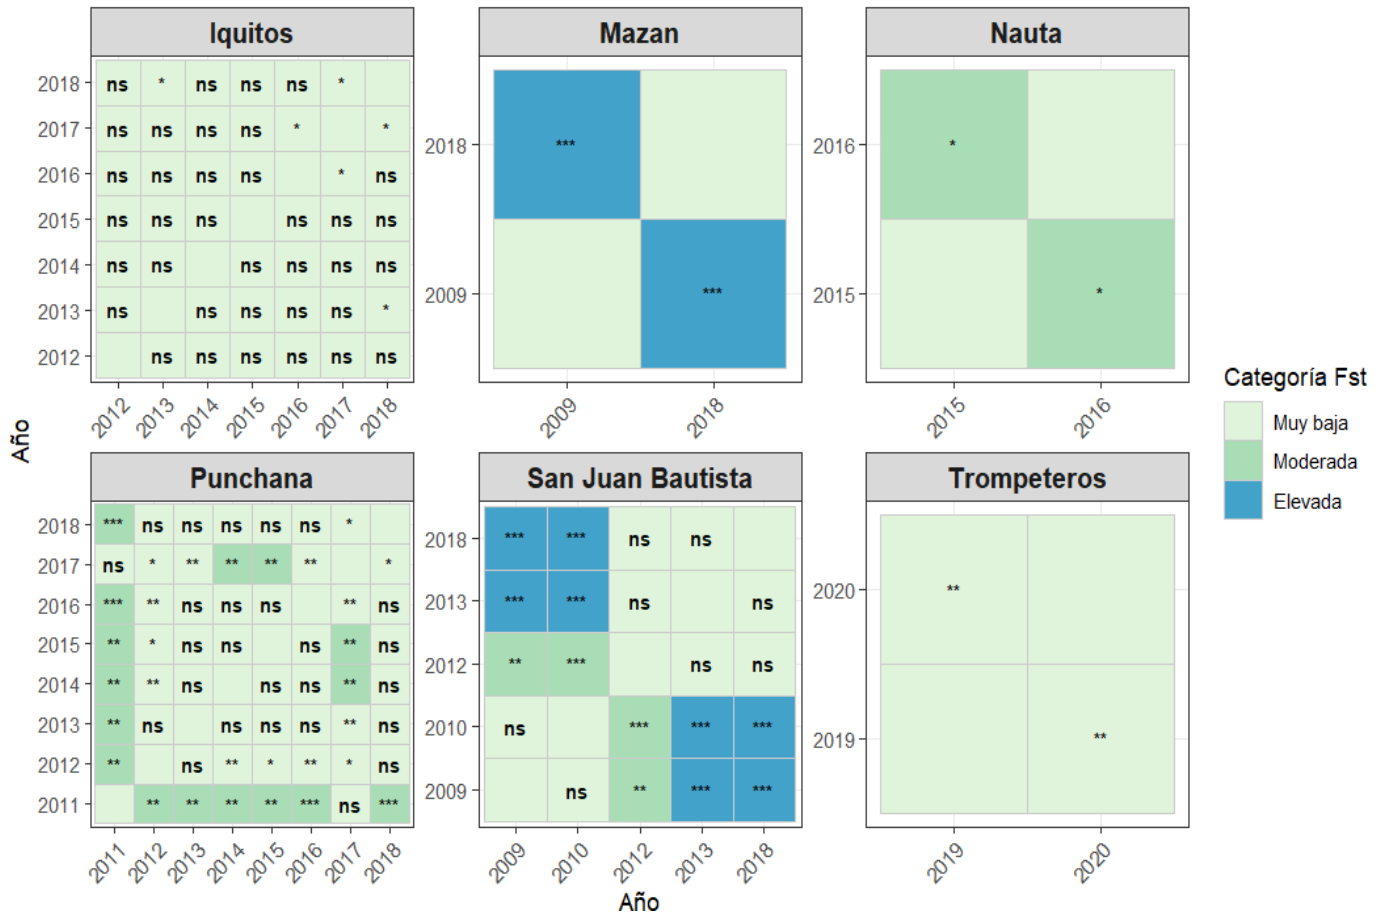 Iquitos Mazan Nauta
2018 ns * ns ns ns *
2017 ns ns ns ns * *
2016 ns ns ns ns * ns
2015 ns ns ns ns ns ns
2014 ns ns ns ns ns ns
2013 ns ns ns ns ns *
2012 ns ns ns ns ns ns
2012 2013 2014 2015 2016 2017 2018
2018 ***
2009 ***
2009 2018
2016 *
2015 *
2015 2016
Año
Punchana San Juan Bautista Trompeteros
2018 *** ns ns ns ns ns *
2017 ns * ** ** ** ** *
2016 *** ** ns ns ns ** ns
2015 ** * ns ns ns ** ns
2014 ** ** ns ns ns ** ns
2013 ** ns ns ns ns ** ns
2012 ** ns ** * ** * ns
2011 ** ** ** ** *** ns ***
2011 2012 2013 2014 2015 2016 2017 2018
2018 *** *** ns ns
2013 *** *** ns ns
2012 ** *** ns ns
2010 ns *** *** ***
2009 ns ** *** ***
2009 2010 2012 2013 2018
2020 **
2019 **
2019 2020
Año
Categoría Fst
Muy baja
Moderada
Elevada